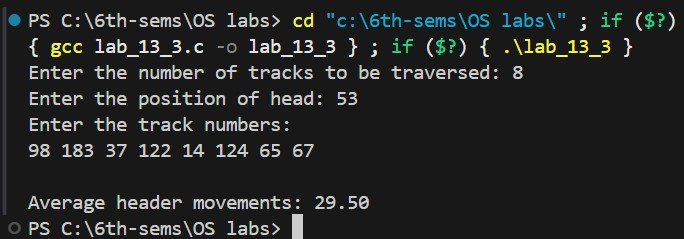 PS C:\6th-sems\OS labs> cd "c:\6th-sems\OS labs\" ; if ($?)
{ gcc lab_13_3.c -o lab_13_3 } ; if ($?) { .\lab_13_3 }
Enter the number of tracks to be traversed: 8
Enter the position of head: 53
Enter the track numbers:
98 183 37 122 14 124 65 67
Average header movements: 29.50
PS C:\6th-sems\OS labs>